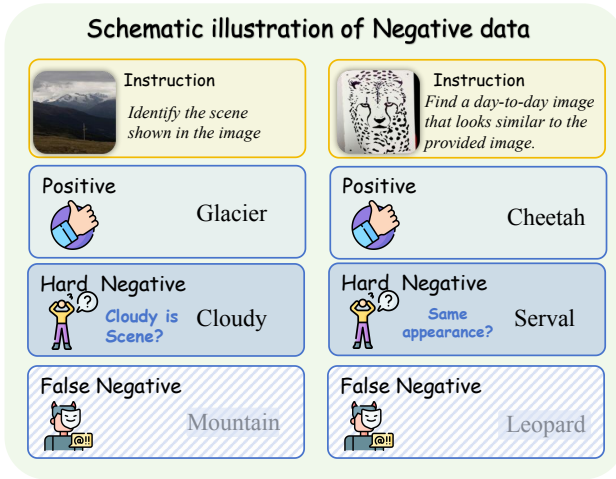 Schematic illustration of Negative data
Instruction
Identify the scene
shown in the image
Positive
Glacier
Hard Negative
?
Cloudy is
Scene?
Cloudy
False Negative
@!!
Mountain
Instruction
Find a day-to-day image
that looks similar to the
provided image.
Positive
Cheetah
Hard Negative
?
Same
appearance?
Serval
False Negative
@!!
Leopard